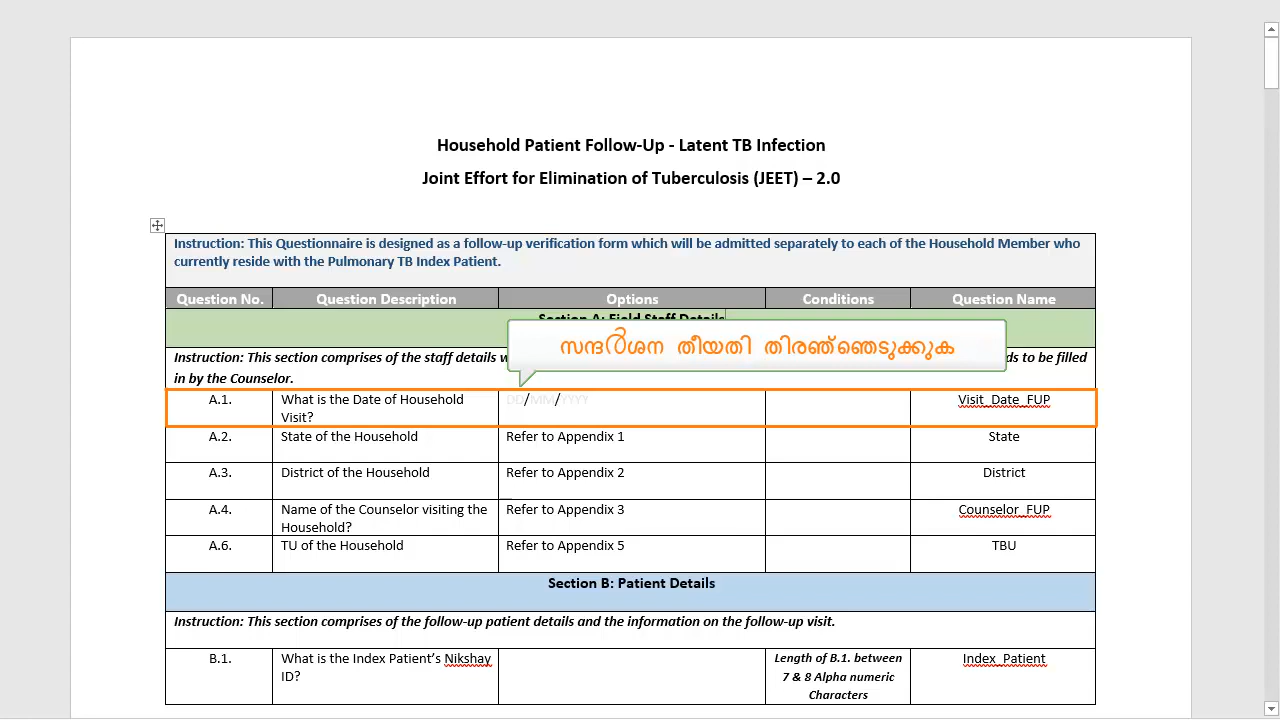 Household Patient Follow-Up - Latent TB Infection
Joint Effort for Elimination of Tuberculosis (JEET) – 2.0
Instruction: This Questionnaire is designed as a follow-up verification form which will be admitted separately to each of the Household Member who
currently reside with the Pulmonary TB Index Patient.
Question No. Question Description Options Conditions Question Name
Section A: Field Staff Details
സന്ദർശന തീയതി തിരഞ്ഞെടുക്കുക
Instruction: This section comprises of the staff details to be filled
in by the Counselor.
A.1. What is the Date of Household DD/MM/YYYY Visit_Date_FUP
Visit?
A.2. State of the Household Refer to Appendix 1 State
A.3. District of the Household Refer to Appendix 2 District
A.4. Name of the Counselor visiting the Refer to Appendix 3 Counselor_FUP
Household?
A.6. TU of the Household Refer to Appendix 5 TBU
Section B: Patient Details
Instruction: This section comprises of the follow-up patient details and the information on the follow-up visit.
B.1. What is the Index Patient’s Nikshay Length of B.1. between Index_Patient
ID? 7 & 8 Alpha numeric
Characters